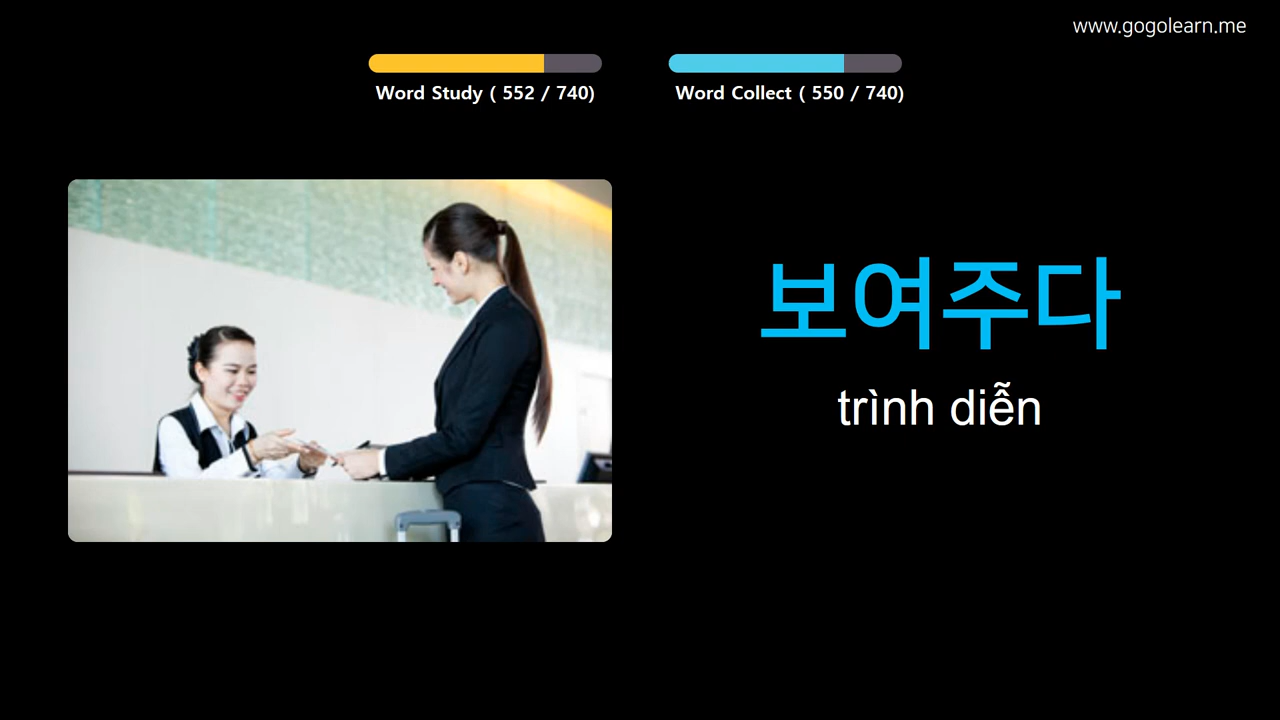 www.gogolearn.me
Word Study ( 552 / 740)
Word Collect ( 550 / 740)
보여주다
trình diễn